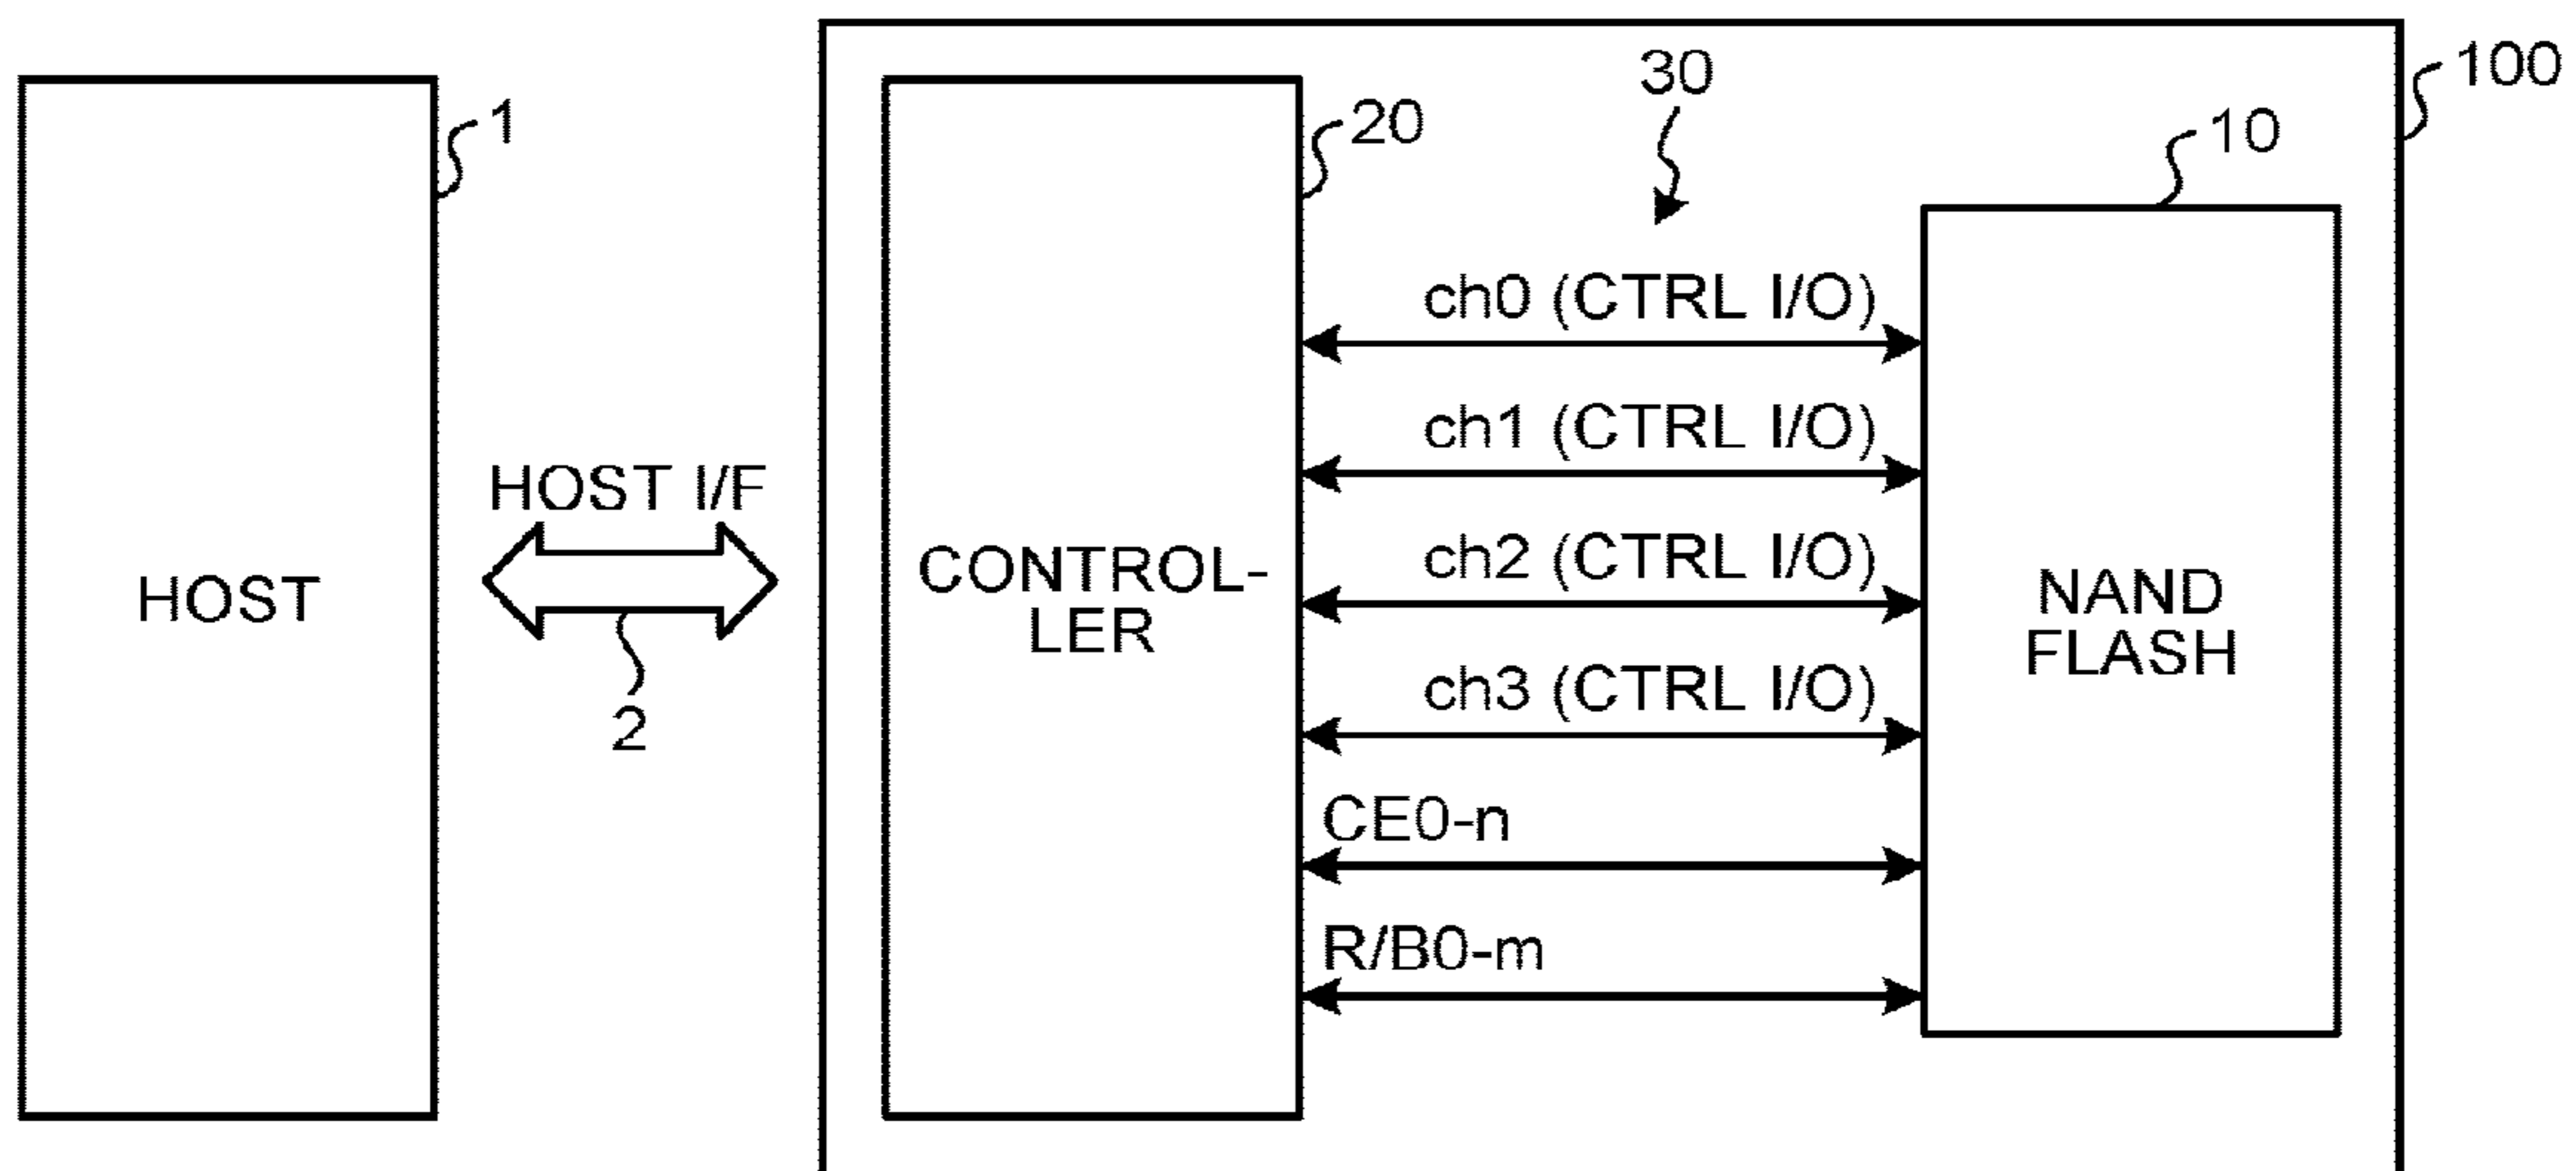 100
30
1
20
10
ch0 (CTRL I/O)
ch1 (CTRL I/O)
HOST I/F
ch2 (CTRL I/O)
HOST
CONTROL-
LER
NAND
FLASH
ch3 (CTRL I/O)
2
CE0-n
R/B0-m